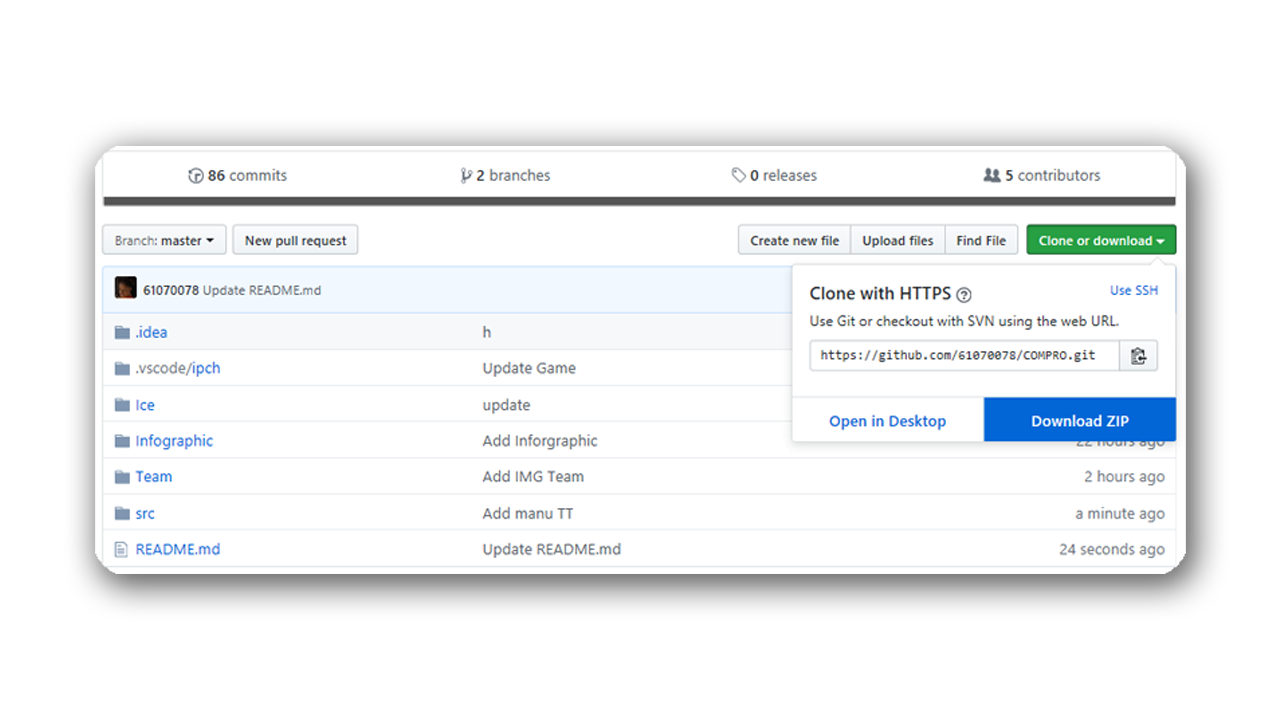 86 commits 2 branches 0 releases 5 contributors
Branch: master New pull request Create new file Upload files Find File Clone or download
61070078 Update README.md
Clone with HTTPS Use SSH
Use Git or checkout with SVN using the web URL.
https://github.com/61070078/COMPRO.git
Open in Desktop Download ZIP
.idea h
.vscode/ipch Update Game
Ice update
Infographic Add Inforgraphic 22 hours ago
Team Add IMG Team 2 hours ago
src Add manu TT a minute ago
README.md Update README.md 24 seconds ago